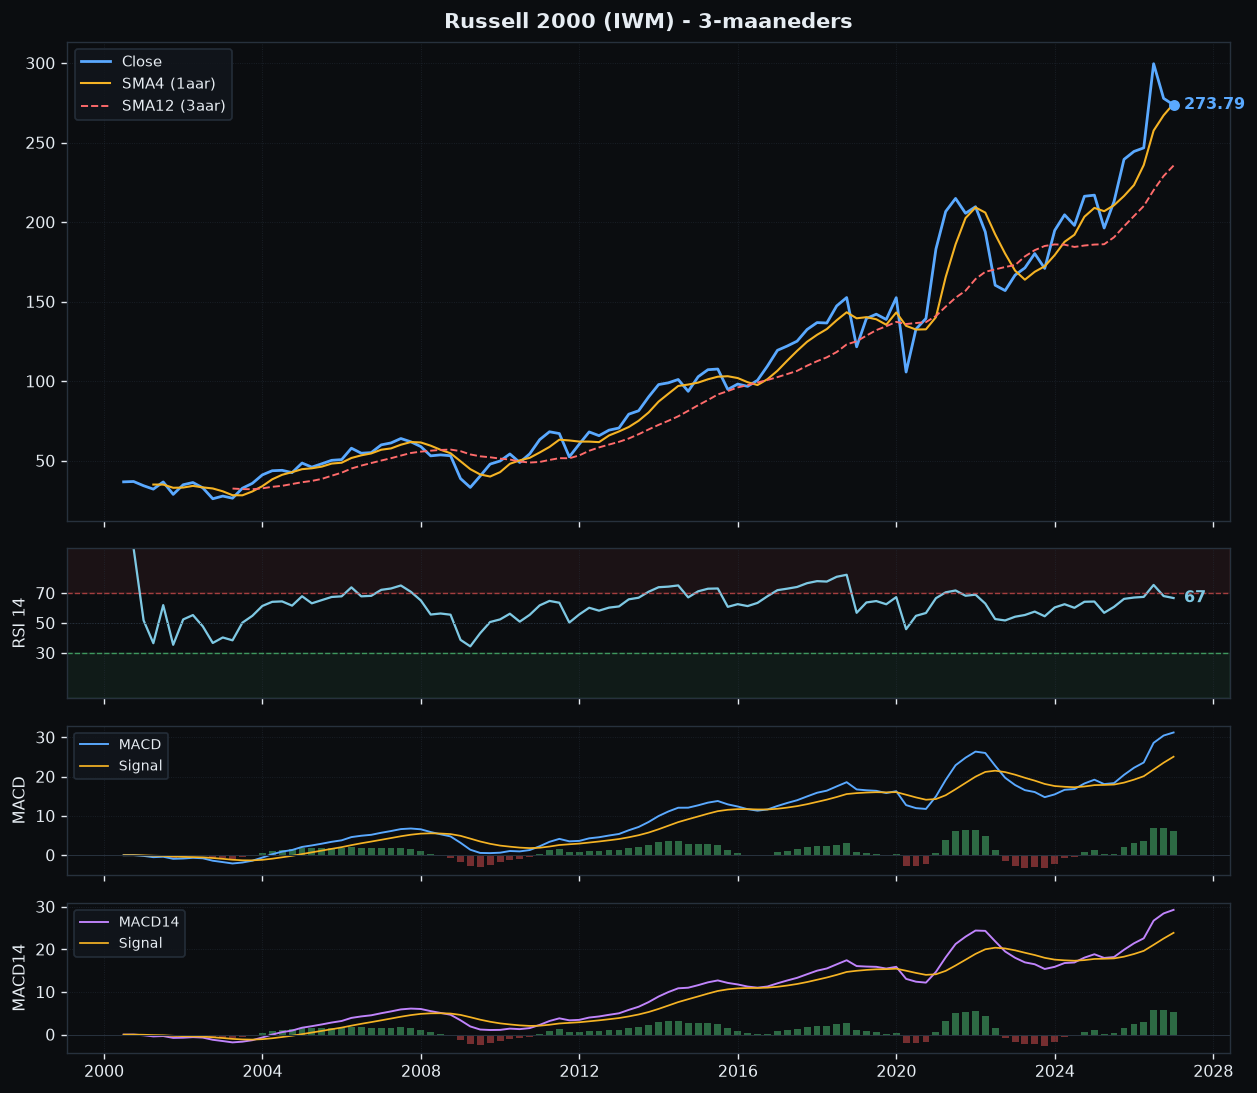 Russell 2000 (IWM) - 3-maaneders
Close
SMA4 (1aar)
SMA12 (3aar)
300
250
200
150
100
50
273.79
RSI 14
70
50
30
67
MACD
MACD
Signal
30
20
10
0
MACD14
MACD14
Signal
30
20
10
0
2000 2004 2008 2012 2016 2020 2024 2028